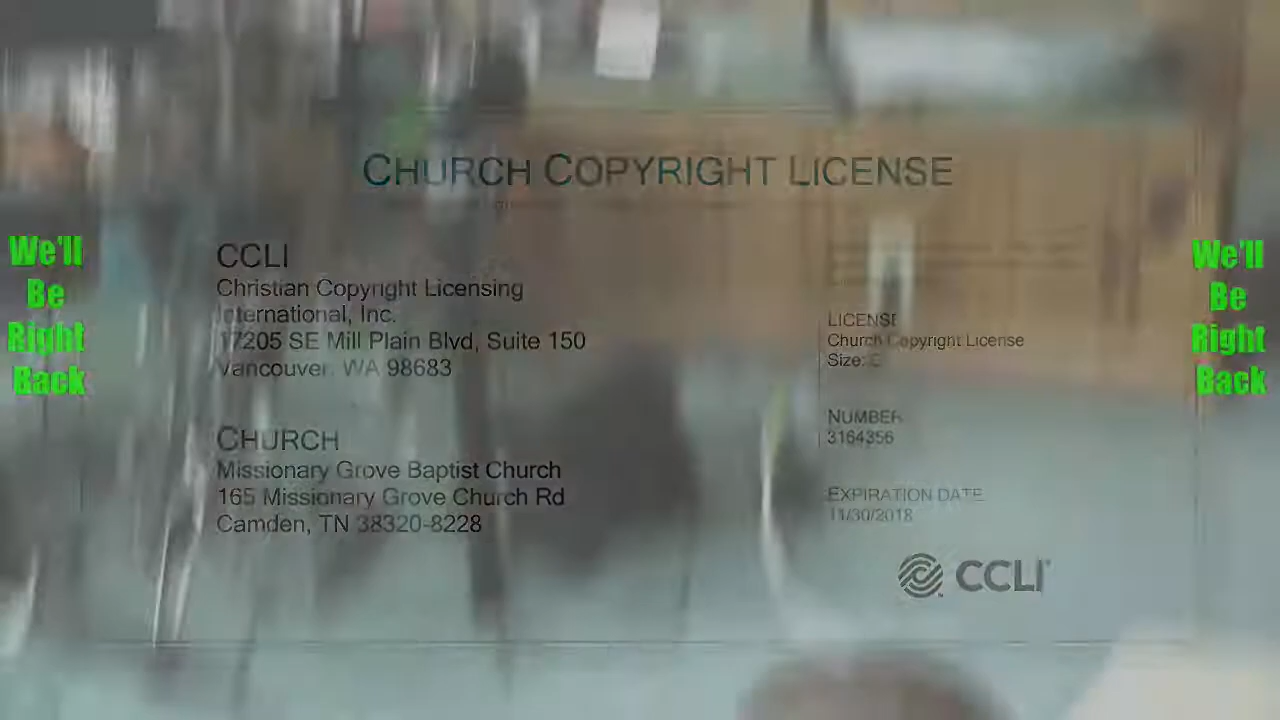 CHURCH COPYRIGHT LICENSE
We'll
Be
Right
Back
CCLI
Christian Copyright Licensing
International, Inc.
17205 SE Mill Plain Blvd, Suite 150
Vancouver, WA 98683
CHURCH
Missionary Grove Baptist Church
165 Missionary Grove Church Rd
Camden, TN 38320-8228
LICENSE
Church Copyright License
Size:
NUMBER
3164356
EXPIRATION DATE
11/30/2018
CCLI
We'll
Be
Right
Back